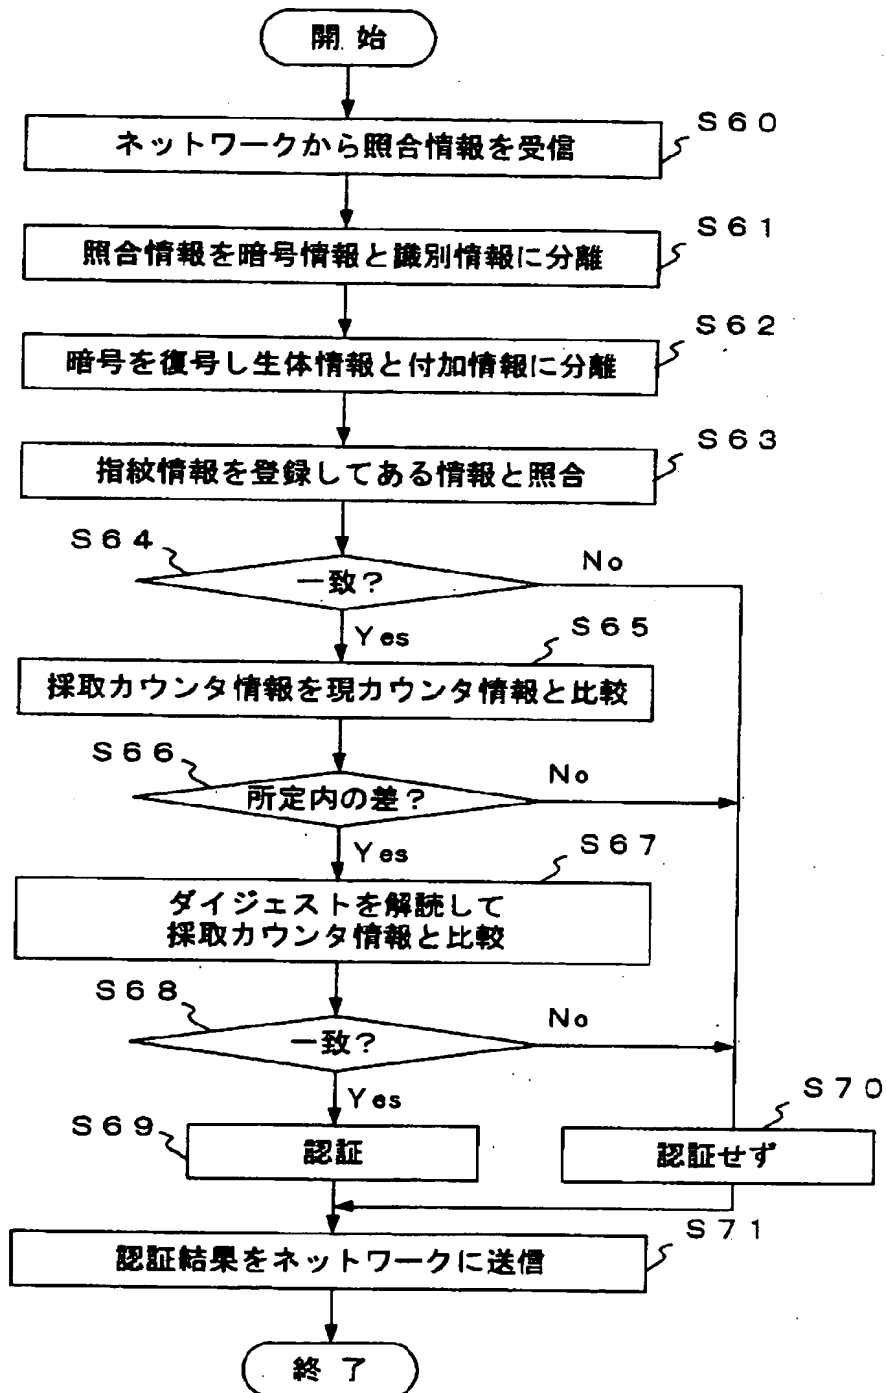 開始
S60
ネットワークから照合情報を受信
S61
照合情報を暗号情報と識別情報に分離
S62
暗号を復号し生体情報と付加情報に分離
S63
指紋情報を登録してある情報と照合
S64
一致?
No
Yes
S65
採取カウンタ情報を現カウンタ情報と比較
S66
所定内の差?
No
Yes
S67
ダイジェストを解読して
採取カウンタ情報と比較
S68
一致?
No
Yes
S69
認証
S70
認証せず
S71
認証結果をネットワークに送信
終了